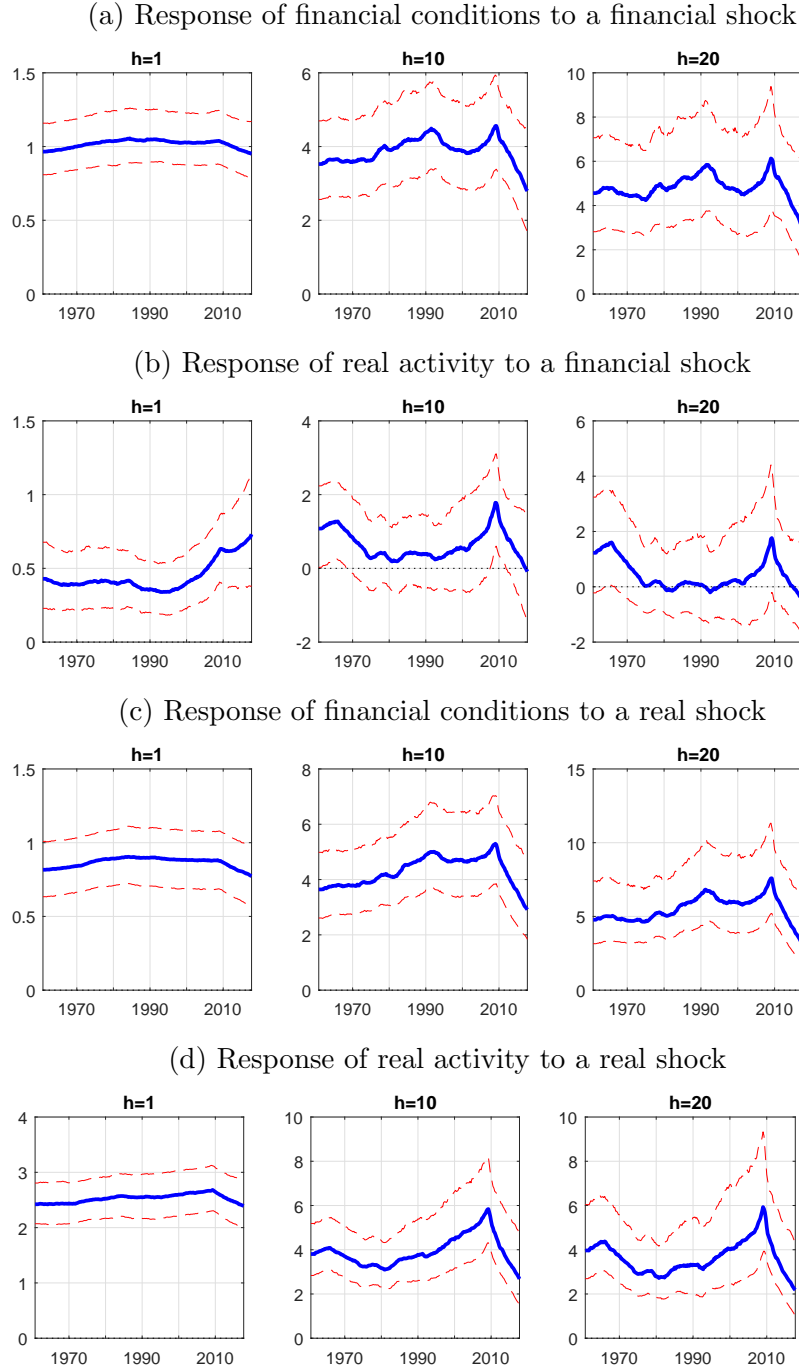 (a) Response of financial conditions to a financial shock
h=1 h=10 h=20
1.5 6 10
8
1 4 6
0.5 2 4
2
0 0 0
1970 1990 2010 1970 1990 2010 1970 1990 2010
(b) Response of real activity to a financial shock
h=1 h=10 h=20
1.5 4 6
4
1 2 2
0.5 0 0
0 -2 -2
1970 1990 2010 1970 1990 2010 1970 1990 2010
(c) Response of financial conditions to a real shock
h=1 h=10 h=20
1.5 8 15
1 6 10
4
0.5 2 5
0 0 0
1970 1990 2010 1970 1990 2010 1970 1990 2010
(d) Response of real activity to a real shock
h=1 h=10 h=20
4 10 10
3 8 8
6 6
2 4 4
1 2 2
0 0 0
1970 1990 2010 1970 1990 2010 1970 1990 2010